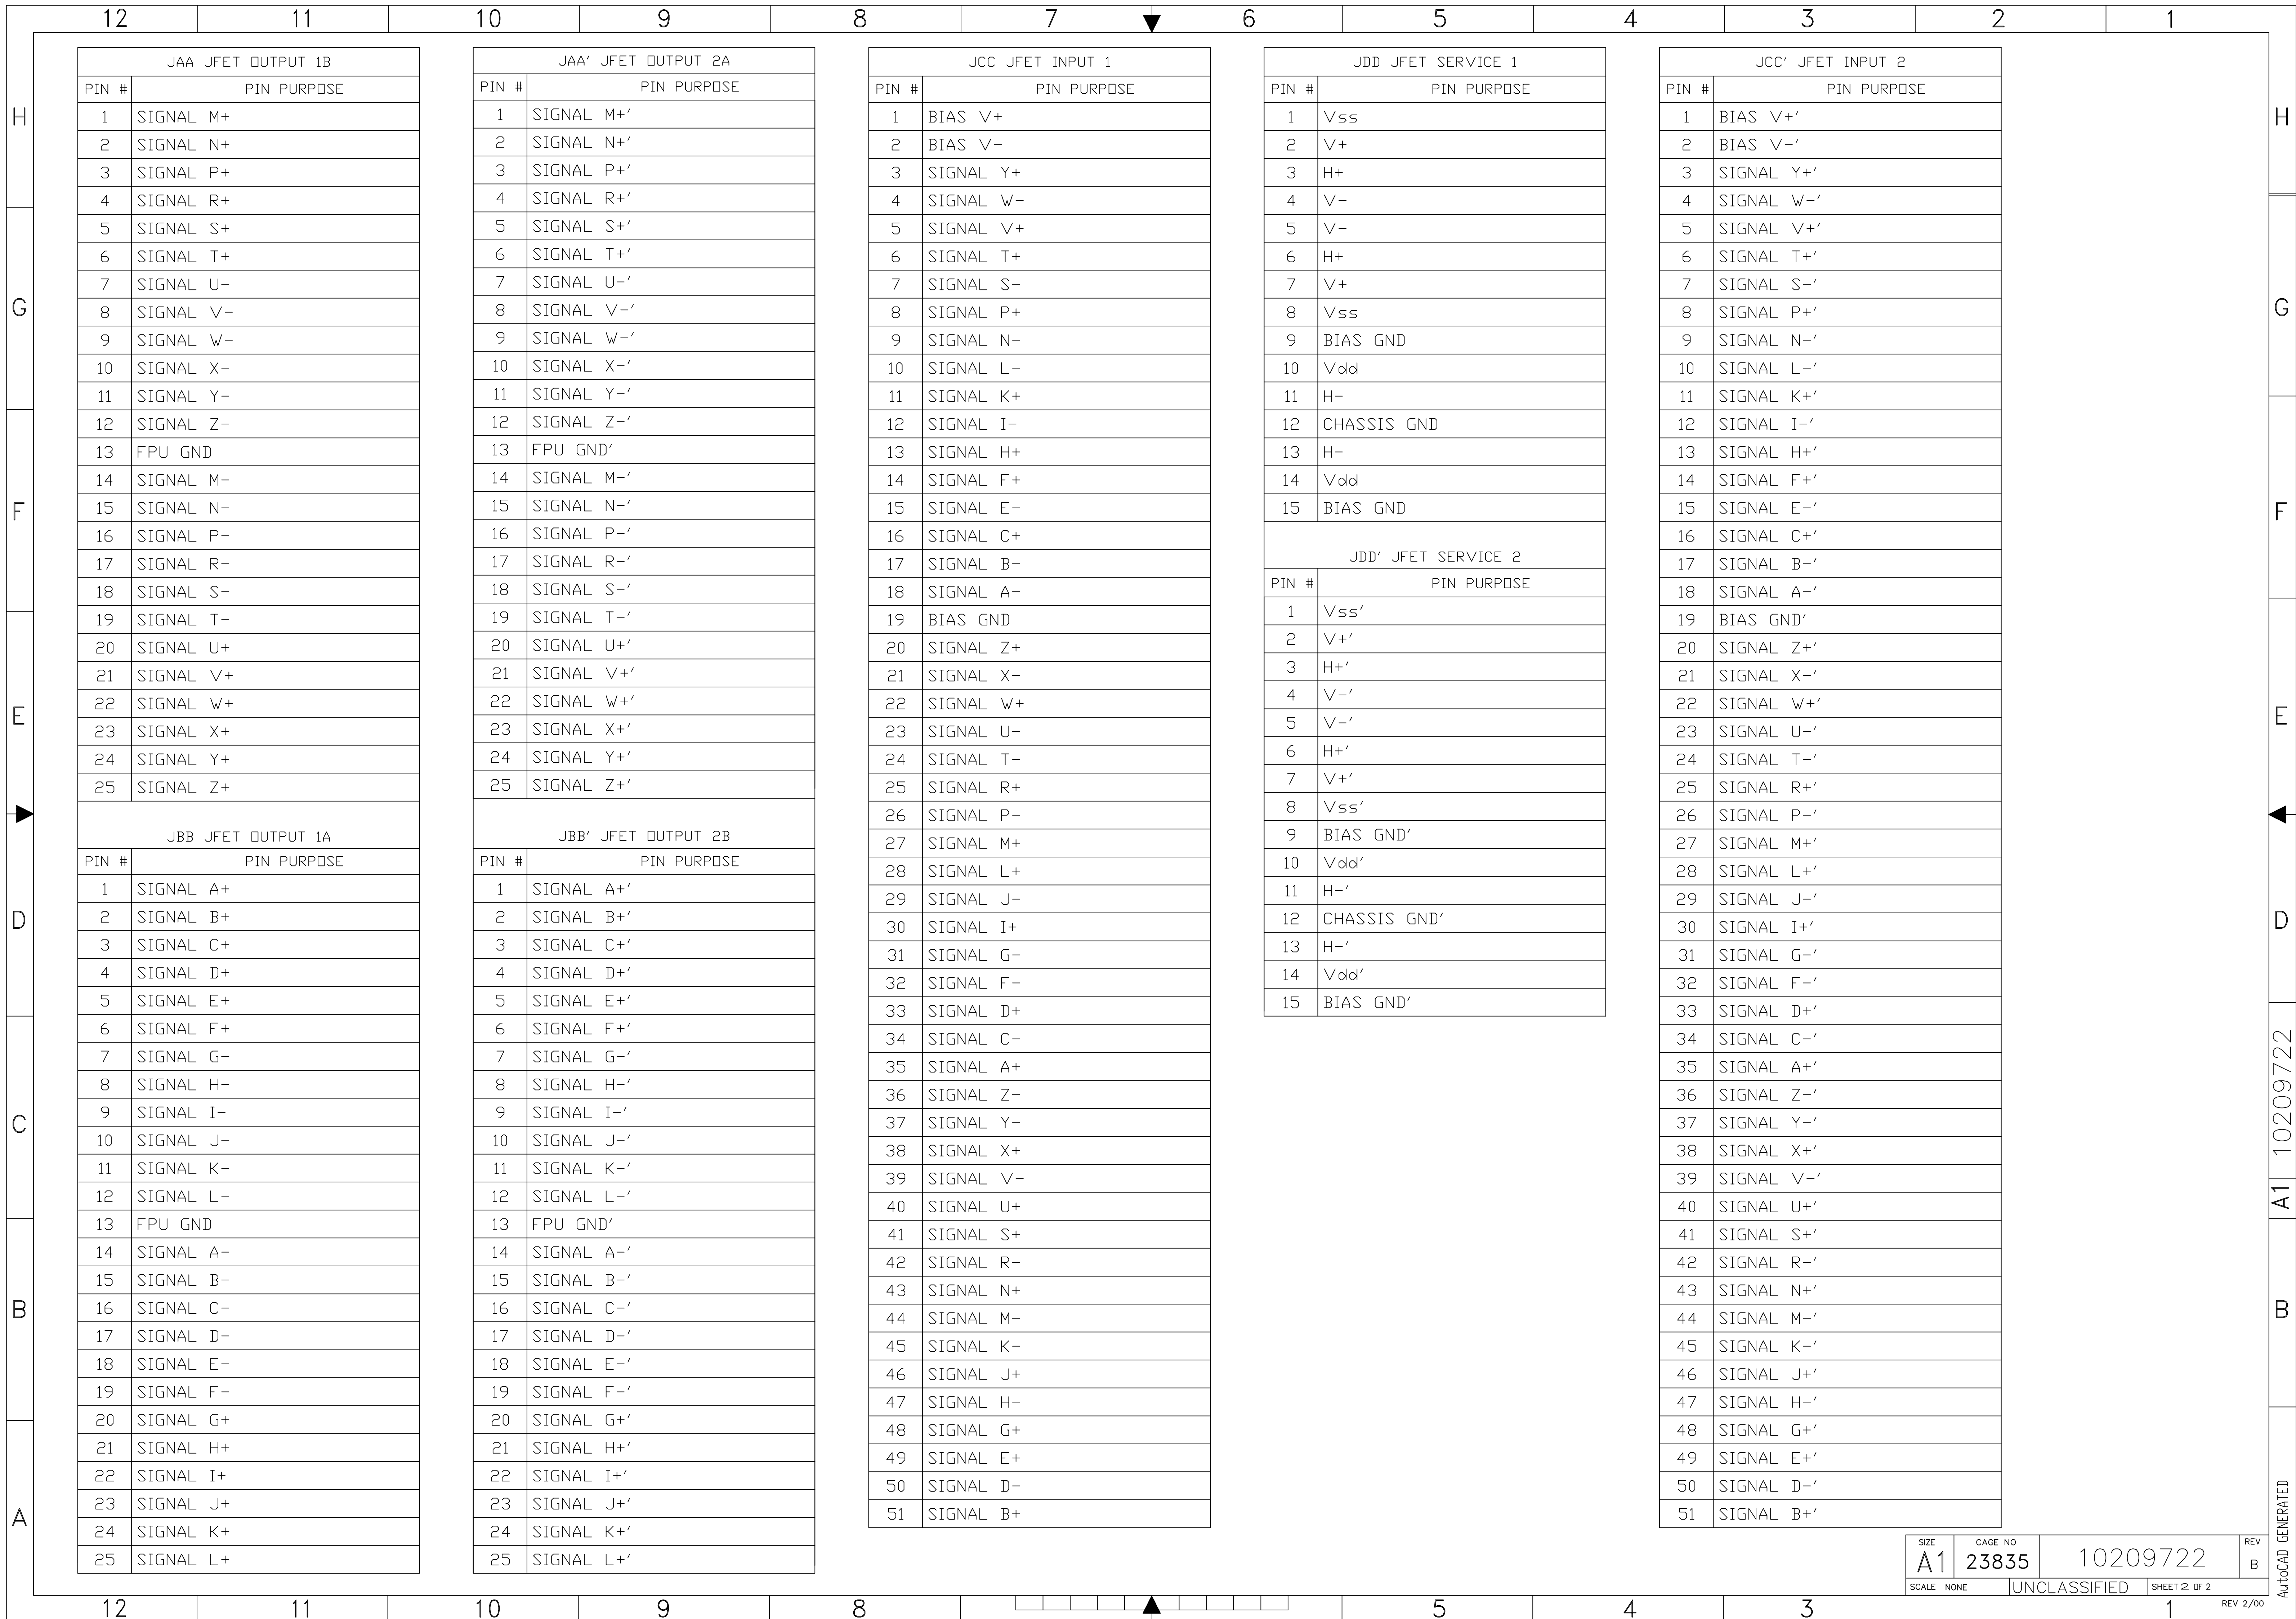 12 11 10 9 8 7 6 5 4 3 2 1
H
G
F
E
D
C
B
A
JAA JFET OUTPUT 1B
PIN # PIN PURPOSE
1 SIGNAL M+
2 SIGNAL N+
3 SIGNAL P+
4 SIGNAL R+
5 SIGNAL S+
6 SIGNAL T+
7 SIGNAL U-
8 SIGNAL V-
9 SIGNAL W-
10 SIGNAL X-
11 SIGNAL Y-
12 SIGNAL Z-
13 FPU GND
14 SIGNAL M-
15 SIGNAL N-
16 SIGNAL P-
17 SIGNAL R-
18 SIGNAL S-
19 SIGNAL T-
20 SIGNAL U+
21 SIGNAL V+
22 SIGNAL W+
23 SIGNAL X+
24 SIGNAL Y+
25 SIGNAL Z+
JBB JFET OUTPUT 1A
PIN # PIN PURPOSE
1 SIGNAL A+
2 SIGNAL B+
3 SIGNAL C+
4 SIGNAL D+
5 SIGNAL E+
6 SIGNAL F+
7 SIGNAL G-
8 SIGNAL H-
9 SIGNAL I-
10 SIGNAL J-
11 SIGNAL K-
12 SIGNAL L-
13 FPU GND
14 SIGNAL A-
15 SIGNAL B-
16 SIGNAL C-
17 SIGNAL D-
18 SIGNAL E-
19 SIGNAL F-
20 SIGNAL G+
21 SIGNAL H+
22 SIGNAL I+
23 SIGNAL J+
24 SIGNAL K+
25 SIGNAL L+
JAA' JFET OUTPUT 2A
PIN # PIN PURPOSE
1 SIGNAL M+'
2 SIGNAL N+'
3 SIGNAL P+'
4 SIGNAL R+'
5 SIGNAL S+'
6 SIGNAL T+'
7 SIGNAL U-'
8 SIGNAL V-'
9 SIGNAL W-'
10 SIGNAL X-'
11 SIGNAL Y-'
12 SIGNAL Z-'
13 FPU GND'
14 SIGNAL M-'
15 SIGNAL N-'
16 SIGNAL P-'
17 SIGNAL R-'
18 SIGNAL S-'
19 SIGNAL T-'
20 SIGNAL U+'
21 SIGNAL V+'
22 SIGNAL W+'
23 SIGNAL X+'
24 SIGNAL Y+'
25 SIGNAL Z+'
JBB' JFET OUTPUT 2B
PIN # PIN PURPOSE
1 SIGNAL A+'
2 SIGNAL B+'
3 SIGNAL C+'
4 SIGNAL D+'
5 SIGNAL E+'
6 SIGNAL F+'
7 SIGNAL G-'
8 SIGNAL H-'
9 SIGNAL I-'
10 SIGNAL J-'
11 SIGNAL K-'
12 SIGNAL L-'
13 FPU GND'
14 SIGNAL A-'
15 SIGNAL B-'
16 SIGNAL C-'
17 SIGNAL D-'
18 SIGNAL E-'
19 SIGNAL F-'
20 SIGNAL G+'
21 SIGNAL H+'
22 SIGNAL I+'
23 SIGNAL J+'
24 SIGNAL K+'
25 SIGNAL L+'
JCC JFET INPUT 1
PIN # PIN PURPOSE
1 BIAS V+
2 BIAS V-
3 SIGNAL Y+
4 SIGNAL W-
5 SIGNAL V+
6 SIGNAL T+
7 SIGNAL S-
8 SIGNAL P+
9 SIGNAL N-
10 SIGNAL L-
11 SIGNAL K+
12 SIGNAL I-
13 SIGNAL H+
14 SIGNAL F+
15 SIGNAL E-
16 SIGNAL C+
17 SIGNAL B-
18 SIGNAL A-
19 BIAS GND
20 SIGNAL Z+
21 SIGNAL X-
22 SIGNAL W+
23 SIGNAL U-
24 SIGNAL T-
25 SIGNAL R+
26 SIGNAL P-
27 SIGNAL M+
28 SIGNAL L+
29 SIGNAL J-
30 SIGNAL I+
31 SIGNAL G-
32 SIGNAL F-
33 SIGNAL D+
34 SIGNAL C-
35 SIGNAL A+
36 SIGNAL Z-
37 SIGNAL Y-
38 SIGNAL X+
39 SIGNAL V-
40 SIGNAL U+
41 SIGNAL S+
42 SIGNAL R-
43 SIGNAL N+
44 SIGNAL M-
45 SIGNAL K-
46 SIGNAL J+
47 SIGNAL H-
48 SIGNAL G+
49 SIGNAL E+
50 SIGNAL D-
51 SIGNAL B+
JDD JFET SERVICE 1
PIN # PIN PURPOSE
1 Vss
2 V+
3 H+
4 V-
5 V-
6 H+
7 V+
8 Vss
9 BIAS GND
10 Vdd
11 H-
12 CHASSIS GND
13 H-
14 Vdd
15 BIAS GND
JDD' JFET SERVICE 2
PIN # PIN PURPOSE
1 Vss'
2 V+'
3 H+'
4 V-'
5 V-'
6 H+'
7 V+'
8 Vss'
9 BIAS GND'
10 Vdd'
11 H-'
12 CHASSIS GND'
13 H-'
14 Vdd'
15 BIAS GND'
JCC' JFET INPUT 2
PIN # PIN PURPOSE
1 BIAS V+'
2 BIAS V-'
3 SIGNAL Y+'
4 SIGNAL W-'
5 SIGNAL V+'
6 SIGNAL T+'
7 SIGNAL S-'
8 SIGNAL P+'
9 SIGNAL N-'
10 SIGNAL L-'
11 SIGNAL K+'
12 SIGNAL I-'
13 SIGNAL H+'
14 SIGNAL F+'
15 SIGNAL E-'
16 SIGNAL C+'
17 SIGNAL B-'
18 SIGNAL A-'
19 BIAS GND'
20 SIGNAL Z+'
21 SIGNAL X-'
22 SIGNAL W+'
23 SIGNAL U-'
24 SIGNAL T-'
25 SIGNAL R+'
26 SIGNAL P-'
27 SIGNAL M+'
28 SIGNAL L+'
29 SIGNAL J-'
30 SIGNAL I+'
31 SIGNAL G-'
32 SIGNAL F-'
33 SIGNAL D+'
34 SIGNAL C-'
35 SIGNAL A+'
36 SIGNAL Z-'
37 SIGNAL Y-'
38 SIGNAL X+'
39 SIGNAL V-'
40 SIGNAL U+'
41 SIGNAL S+'
42 SIGNAL R-'
43 SIGNAL N+'
44 SIGNAL M-'
45 SIGNAL K-'
46 SIGNAL J+'
47 SIGNAL H-'
48 SIGNAL G+'
49 SIGNAL E+'
50 SIGNAL D-'
51 SIGNAL B+'
H
G
F
E
D
C
B
A1 10209722
AutoCAD GENERATED
SIZE A1
CAGE NO 23835
10209722
REV B
SCALE NONE
UNCLASSIFIED
SHEET 2 OF 2
12 11 10 9 8 5 4 3 1
REV 2/00